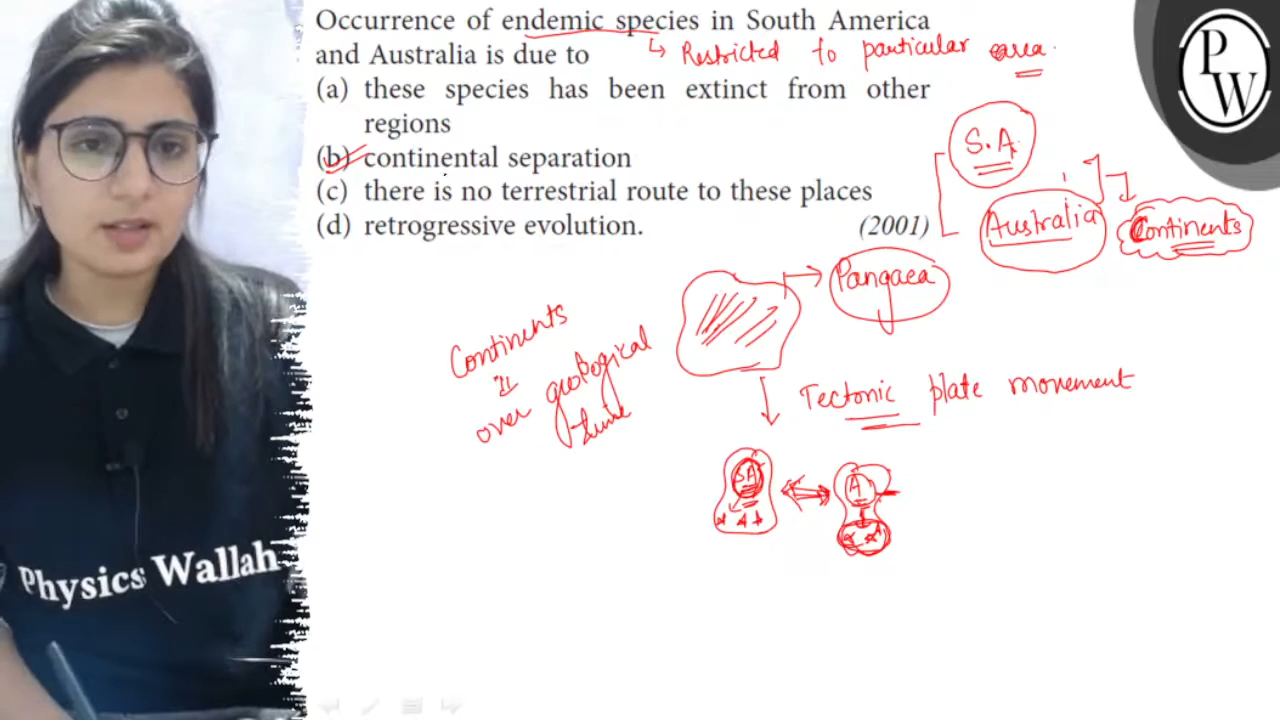 Occurrence of endemic species in South America
and Australia is due to
↳ Restricted to particular area.
(a) these species has been extinct from other
regions
(b) continental separation
(c) there is no terrestrial route to these places
(d) retrogressive evolution. (2001)
P
W
S.A
Australia
Continents
Pangaea
Continents
over geological
time
Tectonic plate movement
SA
A
Physics Wallah